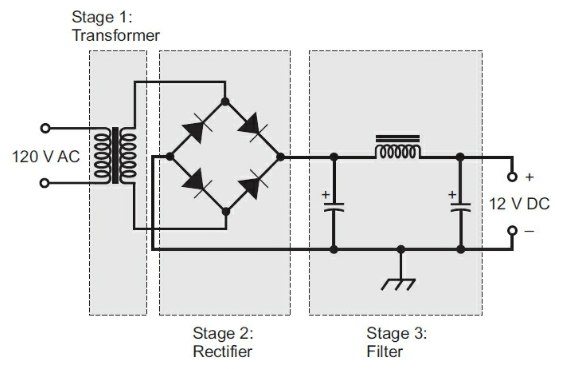 Stage 1:
Transformer
120 V AC
+
+
+
12 V DC
–
Stage 2:
Rectifier
Stage 3:
Filter